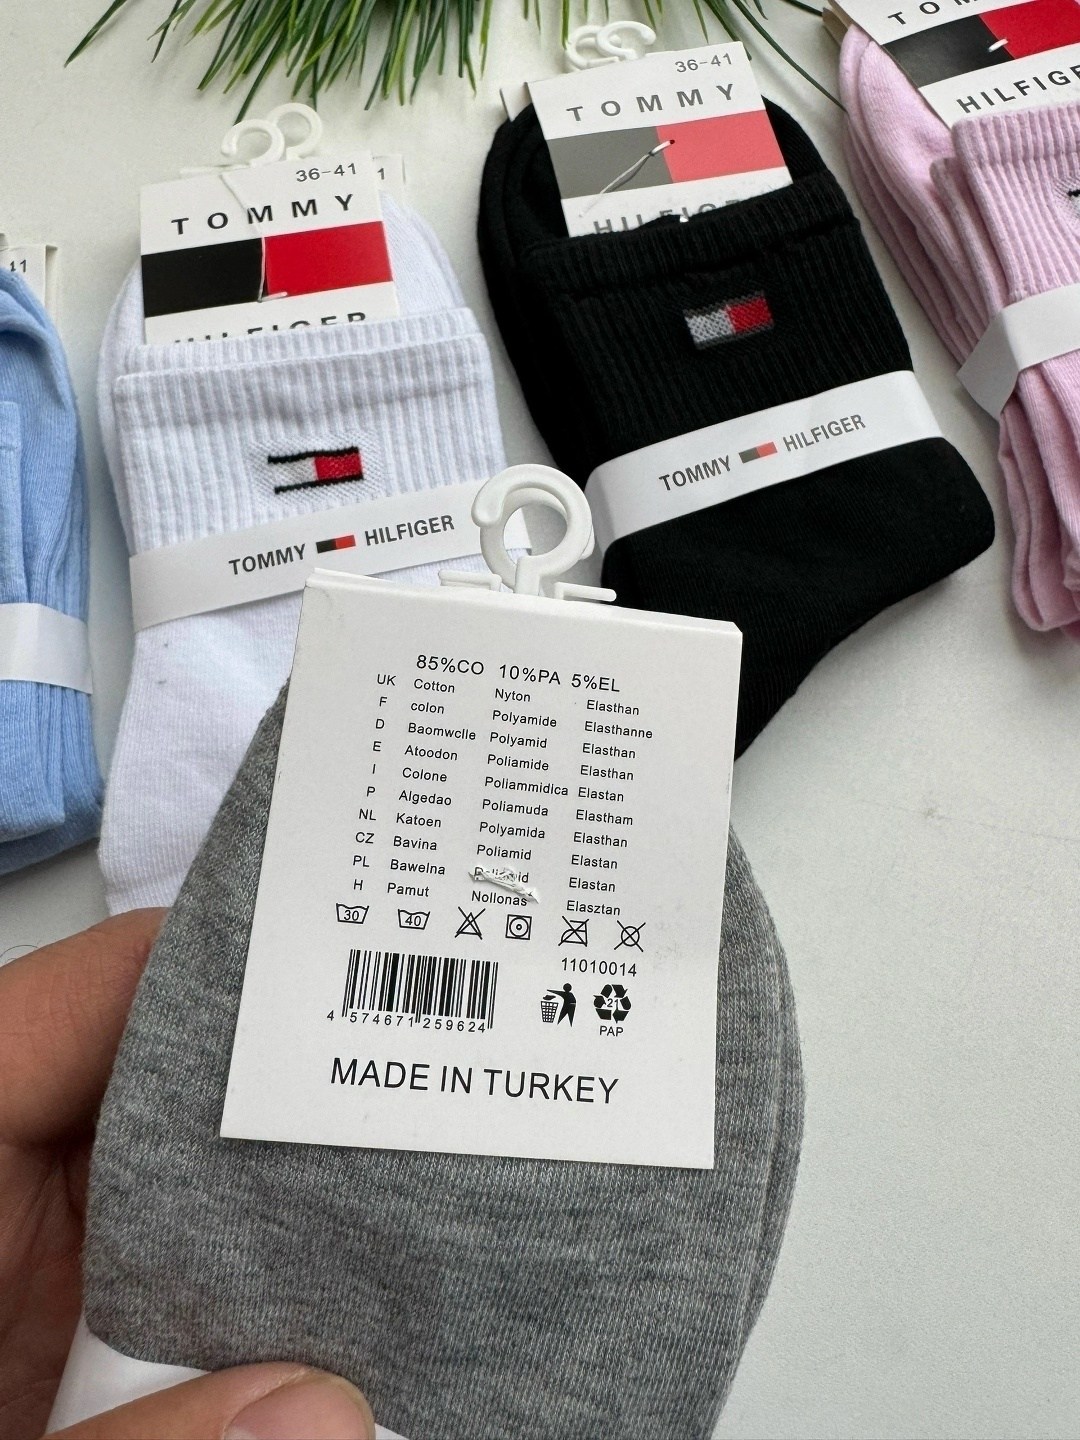 36-41
TOMMY
HILFIGER
36-41
TOMMY
HILFIGER
TOMMY
HILFIGER
11
1
TOMMY HILFIGER
TOMMY HILFIGER
85%CO 10%PA 5%EL
UK Cotton Nyton Elasthan
F colon Polyamide Elasthanne
D Baomwclle Polyamid Elasthan
E Atoodon Poliamide Elasthan
I Colone Poliammidica Elastan
P Algedao Poliamuda Elastham
NL Katoen Polyamida Elasthan
CZ Bavina Poliamid Elastan
PL Bawelna Elastan
H Pamut Nollonas Elasztan
30 40
11010014
4 574671 259624
21
PAP
MADE IN TURKEY